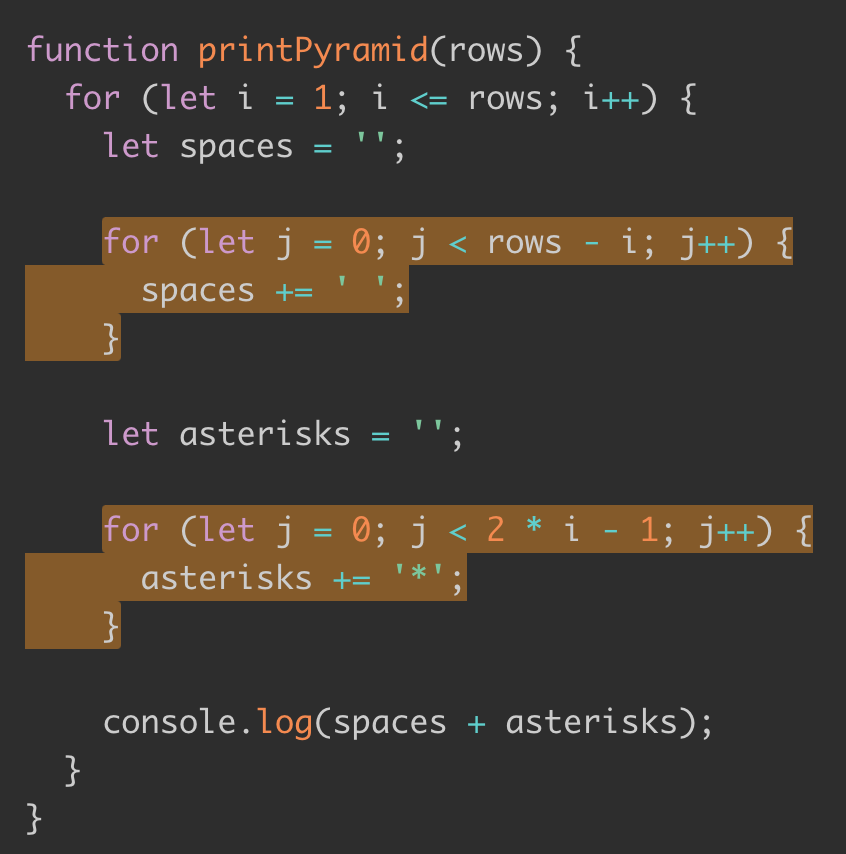 function printPyramid(rows) {
  for (let i = 1; i <= rows; i++) {
    let spaces = '';

    for (let j = 0; j < rows - i; j++) {
      spaces += ' ';
    }

    let asterisks = '';

    for (let j = 0; j < 2 * i - 1; j++) {
      asterisks += '*';
    }

    console.log(spaces + asterisks);
  }
}